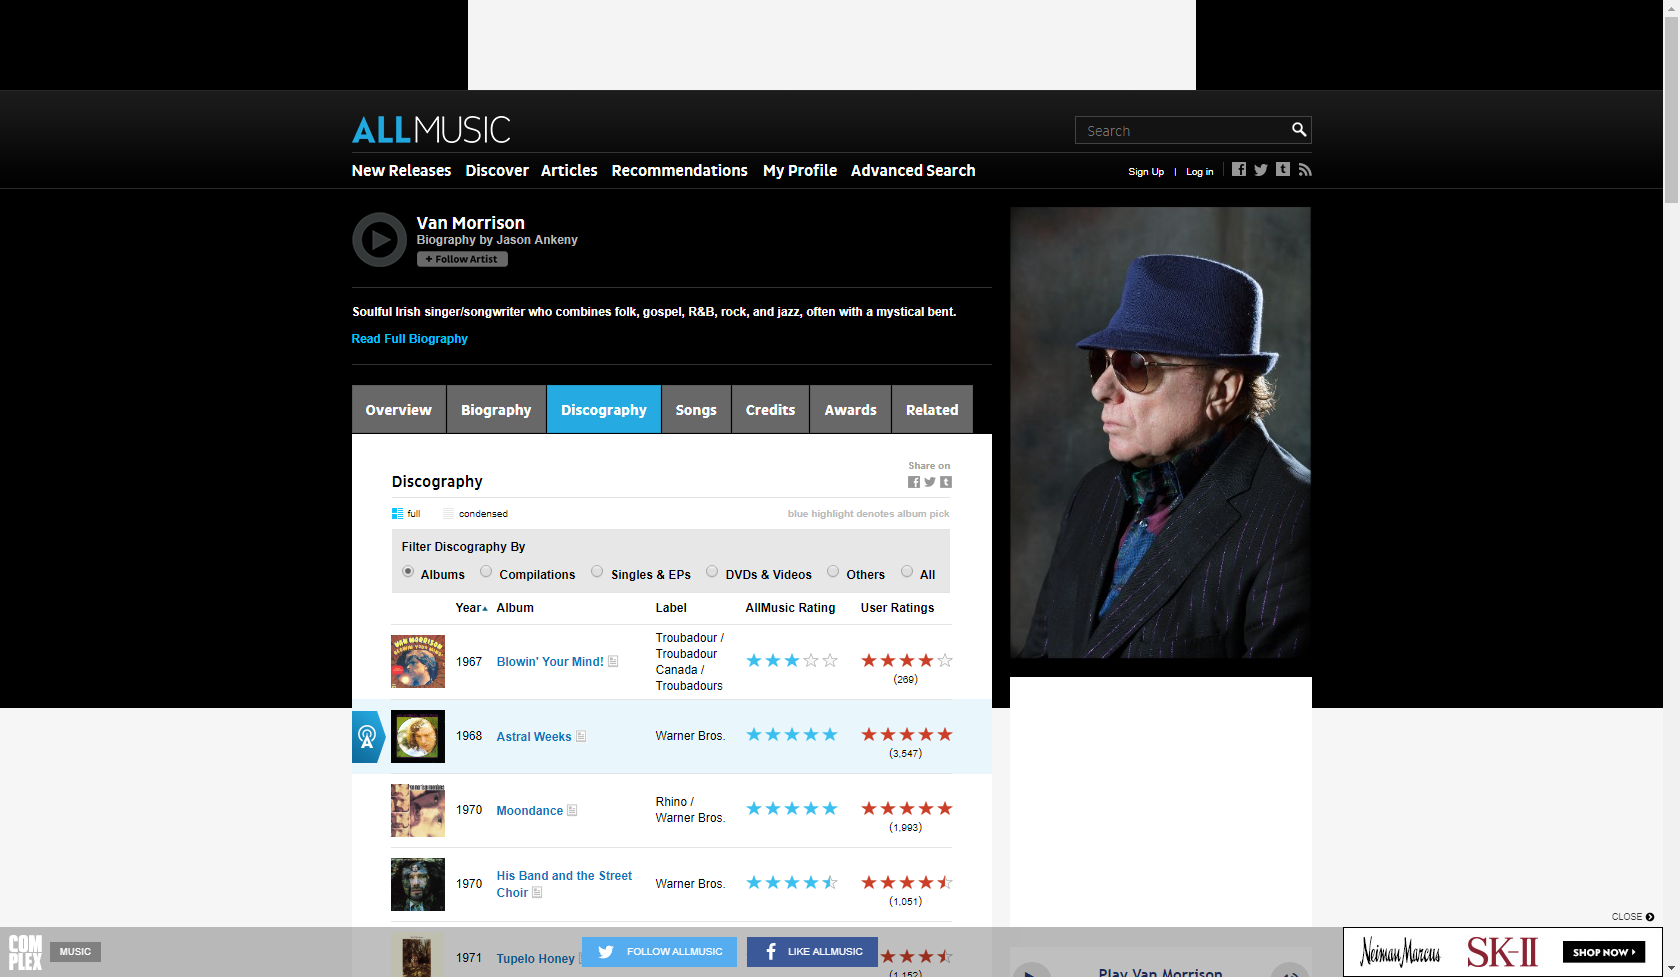 ALLMUSIC
Search
New Releases Discover Articles Recommendations My Profile Advanced Search
Sign Up | Log in
Van Morrison
Biography by Jason Ankeny
+ Follow Artist
Soulful Irish singer/songwriter who combines folk, gospel, R&B, rock, and jazz, often with a mystical bent.
Read Full Biography
Overview Biography Discography Songs Credits Awards Related
Share on
Discography
full condensed blue highlight denotes album pick
Filter Discography By
Albums Compilations Singles & EPs DVDs & Videos Others All
Year Album Label AllMusic Rating User Ratings
VAN MORRISON
BLOWIN' YOUR MIND!
1967 Blowin' Your Mind!
Troubadour /
Troubadour
Canada /
Troubadours
(269)
1968 Astral Weeks Warner Bros.
(3,547)
1970 Moondance
Rhino /
Warner Bros.
(1,993)
1970
His Band and the Street
Choir
Warner Bros.
(1,051)
1971 Tupelo Honey
(1,152)
COM
PLEX
MUSIC
FOLLOW ALLMUSIC
LIKE ALLMUSIC
Play Van Morrison
CLOSE
Neiman Marcus SK-II SHOP NOW